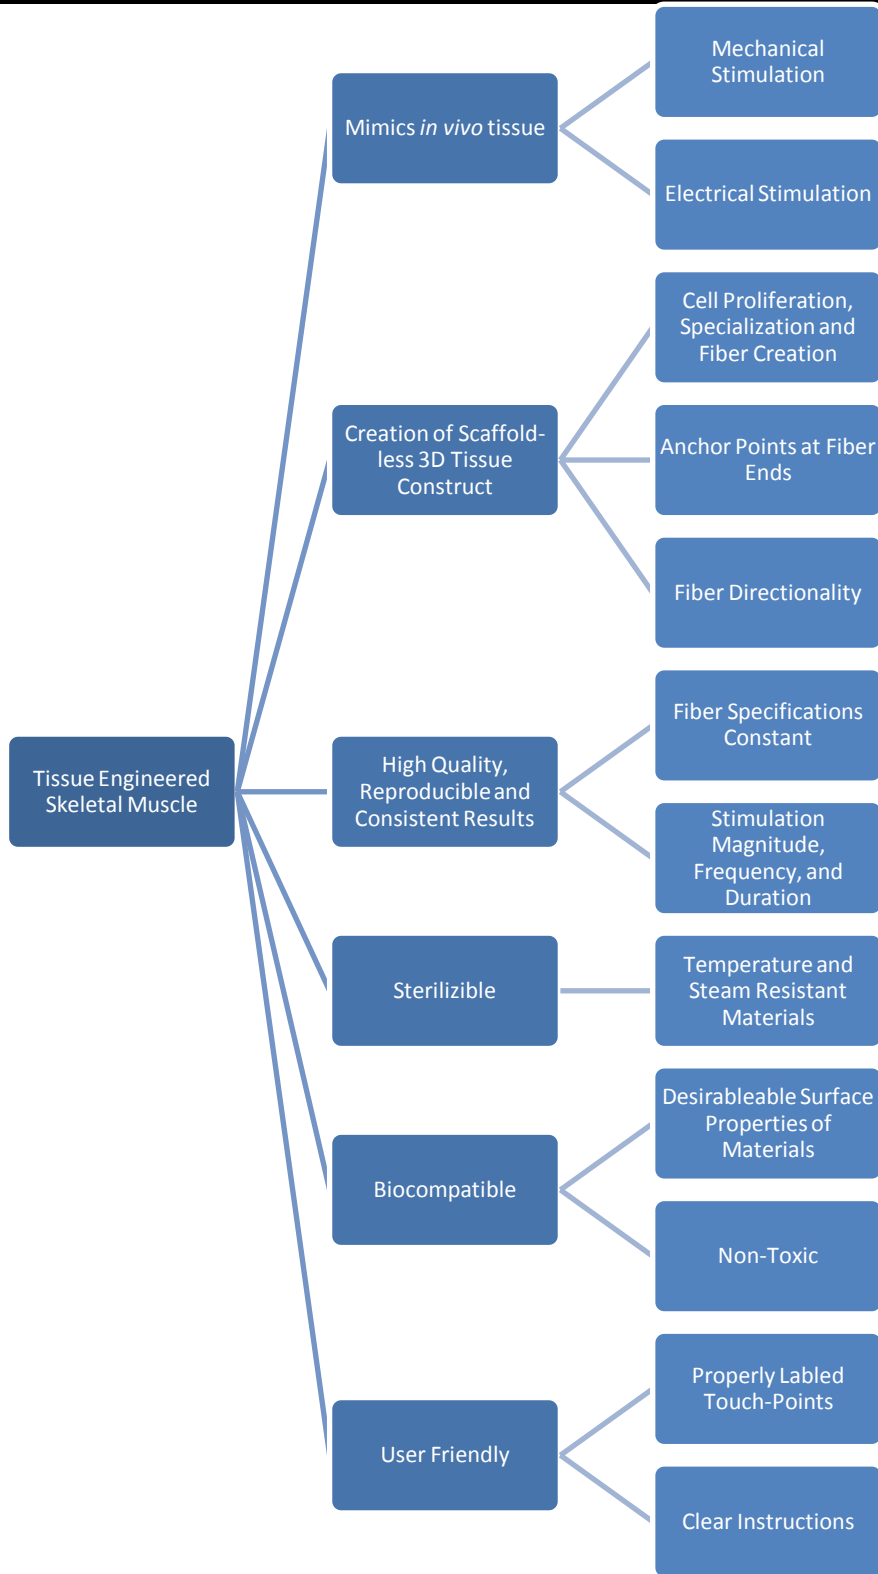 Mechanical
Stimulation
Mimics in vivo tissue
Electrical Stimulation
Cell Proliferation,
Specialization and
Fiber Creation
Creation of Scaffold-
less 3D Tissue
Construct
Anchor Points at Fiber
Ends
Fiber Directionality
Tissue Engineered
Skeletal Muscle
Fiber Specifications
Constant
High Quality,
Reproducible and
Consistent Results
Stimulation
Magnitude,
Frequency, and
Duration
Sterilizible
Temperature and
Steam Resistant
Materials
Desirableable Surface
Properties of
Materials
Biocompatible
Non-Toxic
Properly Labled
Touch-Points
User Friendly
Clear Instructions